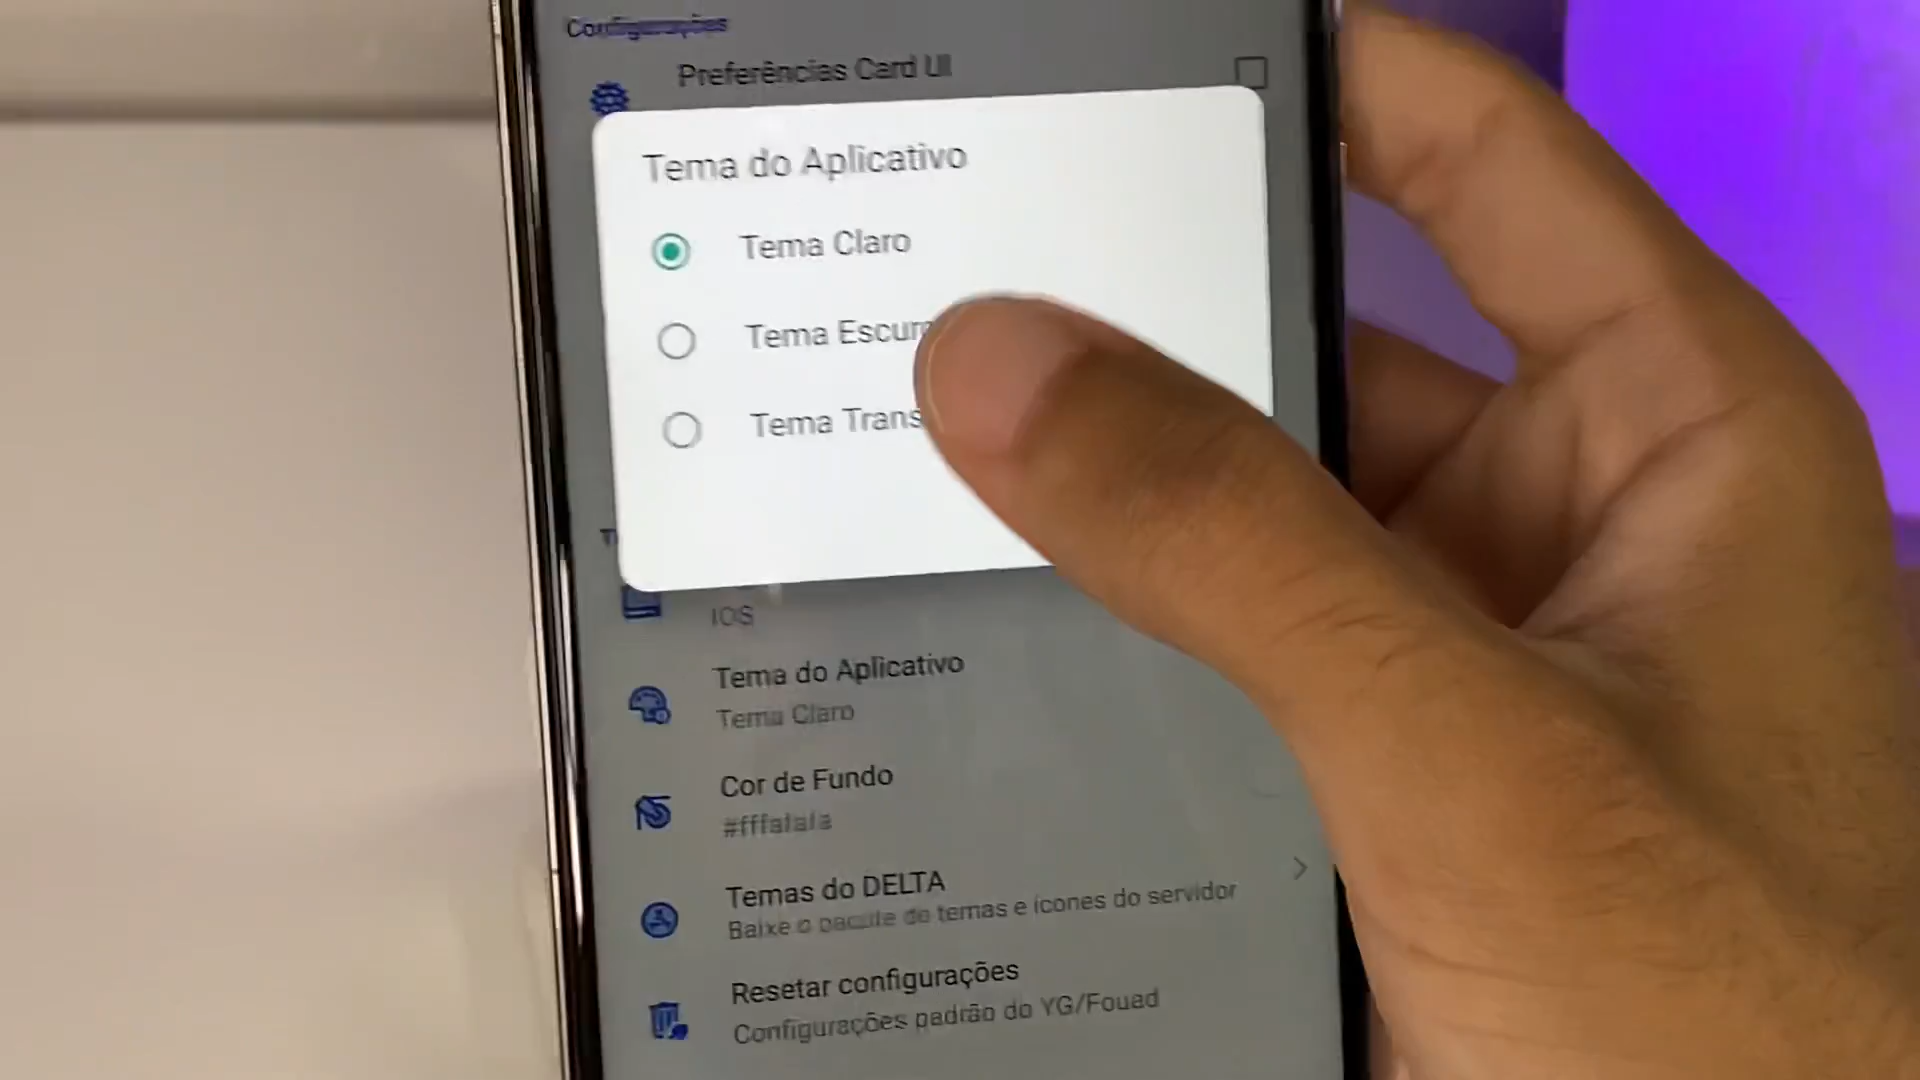 Configurações
Preferências Card UI
Tema do Aplicativo
Tema Claro
Tema Escur
Tema Trans
IOS
Tema do Aplicativo
Tema Claro
Cor de Fundo
Temas do DELTA
Baixe o pacote de temas e ícones do servidor
Resetar configurações
Configurações padrão do YG/Fouad